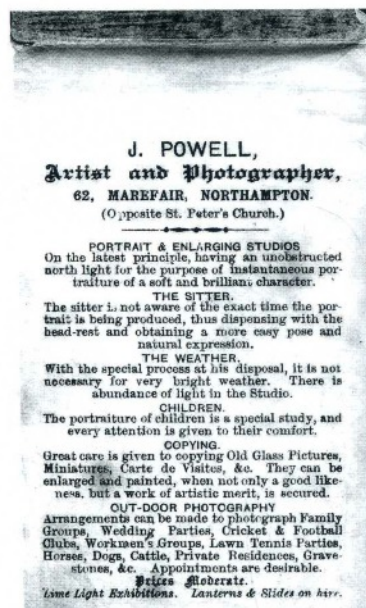 J. POWELL,
Artist and Photographer,
62, MAREFAIR, NORTHAMPTON.
(Opposite St. Peter's Church.)
PORTRAIT & ENLARGING STUDIOS
On the latest principle, having an unobstructed
north light for the purpose of instantaneous por-
traiture of a soft and brilliant character.
THE SITTER.
The sitter is not aware of the exact time the por-
trait is being produced, thus dispensing with the
head-rest and obtaining a more easy pose and
natural expression.
THE WEATHER.
With the special process at his disposal, it is not
necessary for very bright weather. There is
abundance of light in the Studio.
CHILDREN.
The portraiture of children is a special study, and
every attention is given to their comfort.
COPYING.
Great care is given to copying Old Glass Pictures,
Miniatures, Carte de Visites, &c. They can be
enlarged and painted, when not only a good like-
ness, but a work of artistic merit, is secured.
OUT-DOOR PHOTOGRAPHY
Arrangements can be made to photograph Family
Groups, Wedding Parties, Cricket & Football
Clubs, Workmen's Groups, Lawn Tennis Parties,
Horses, Dogs, Cattle, Private Residences, Grave-
stones, &c. Appointments are desirable.
Prices Moderate.
Lime Light Exhibitions. Lanterns & Slides on hire.